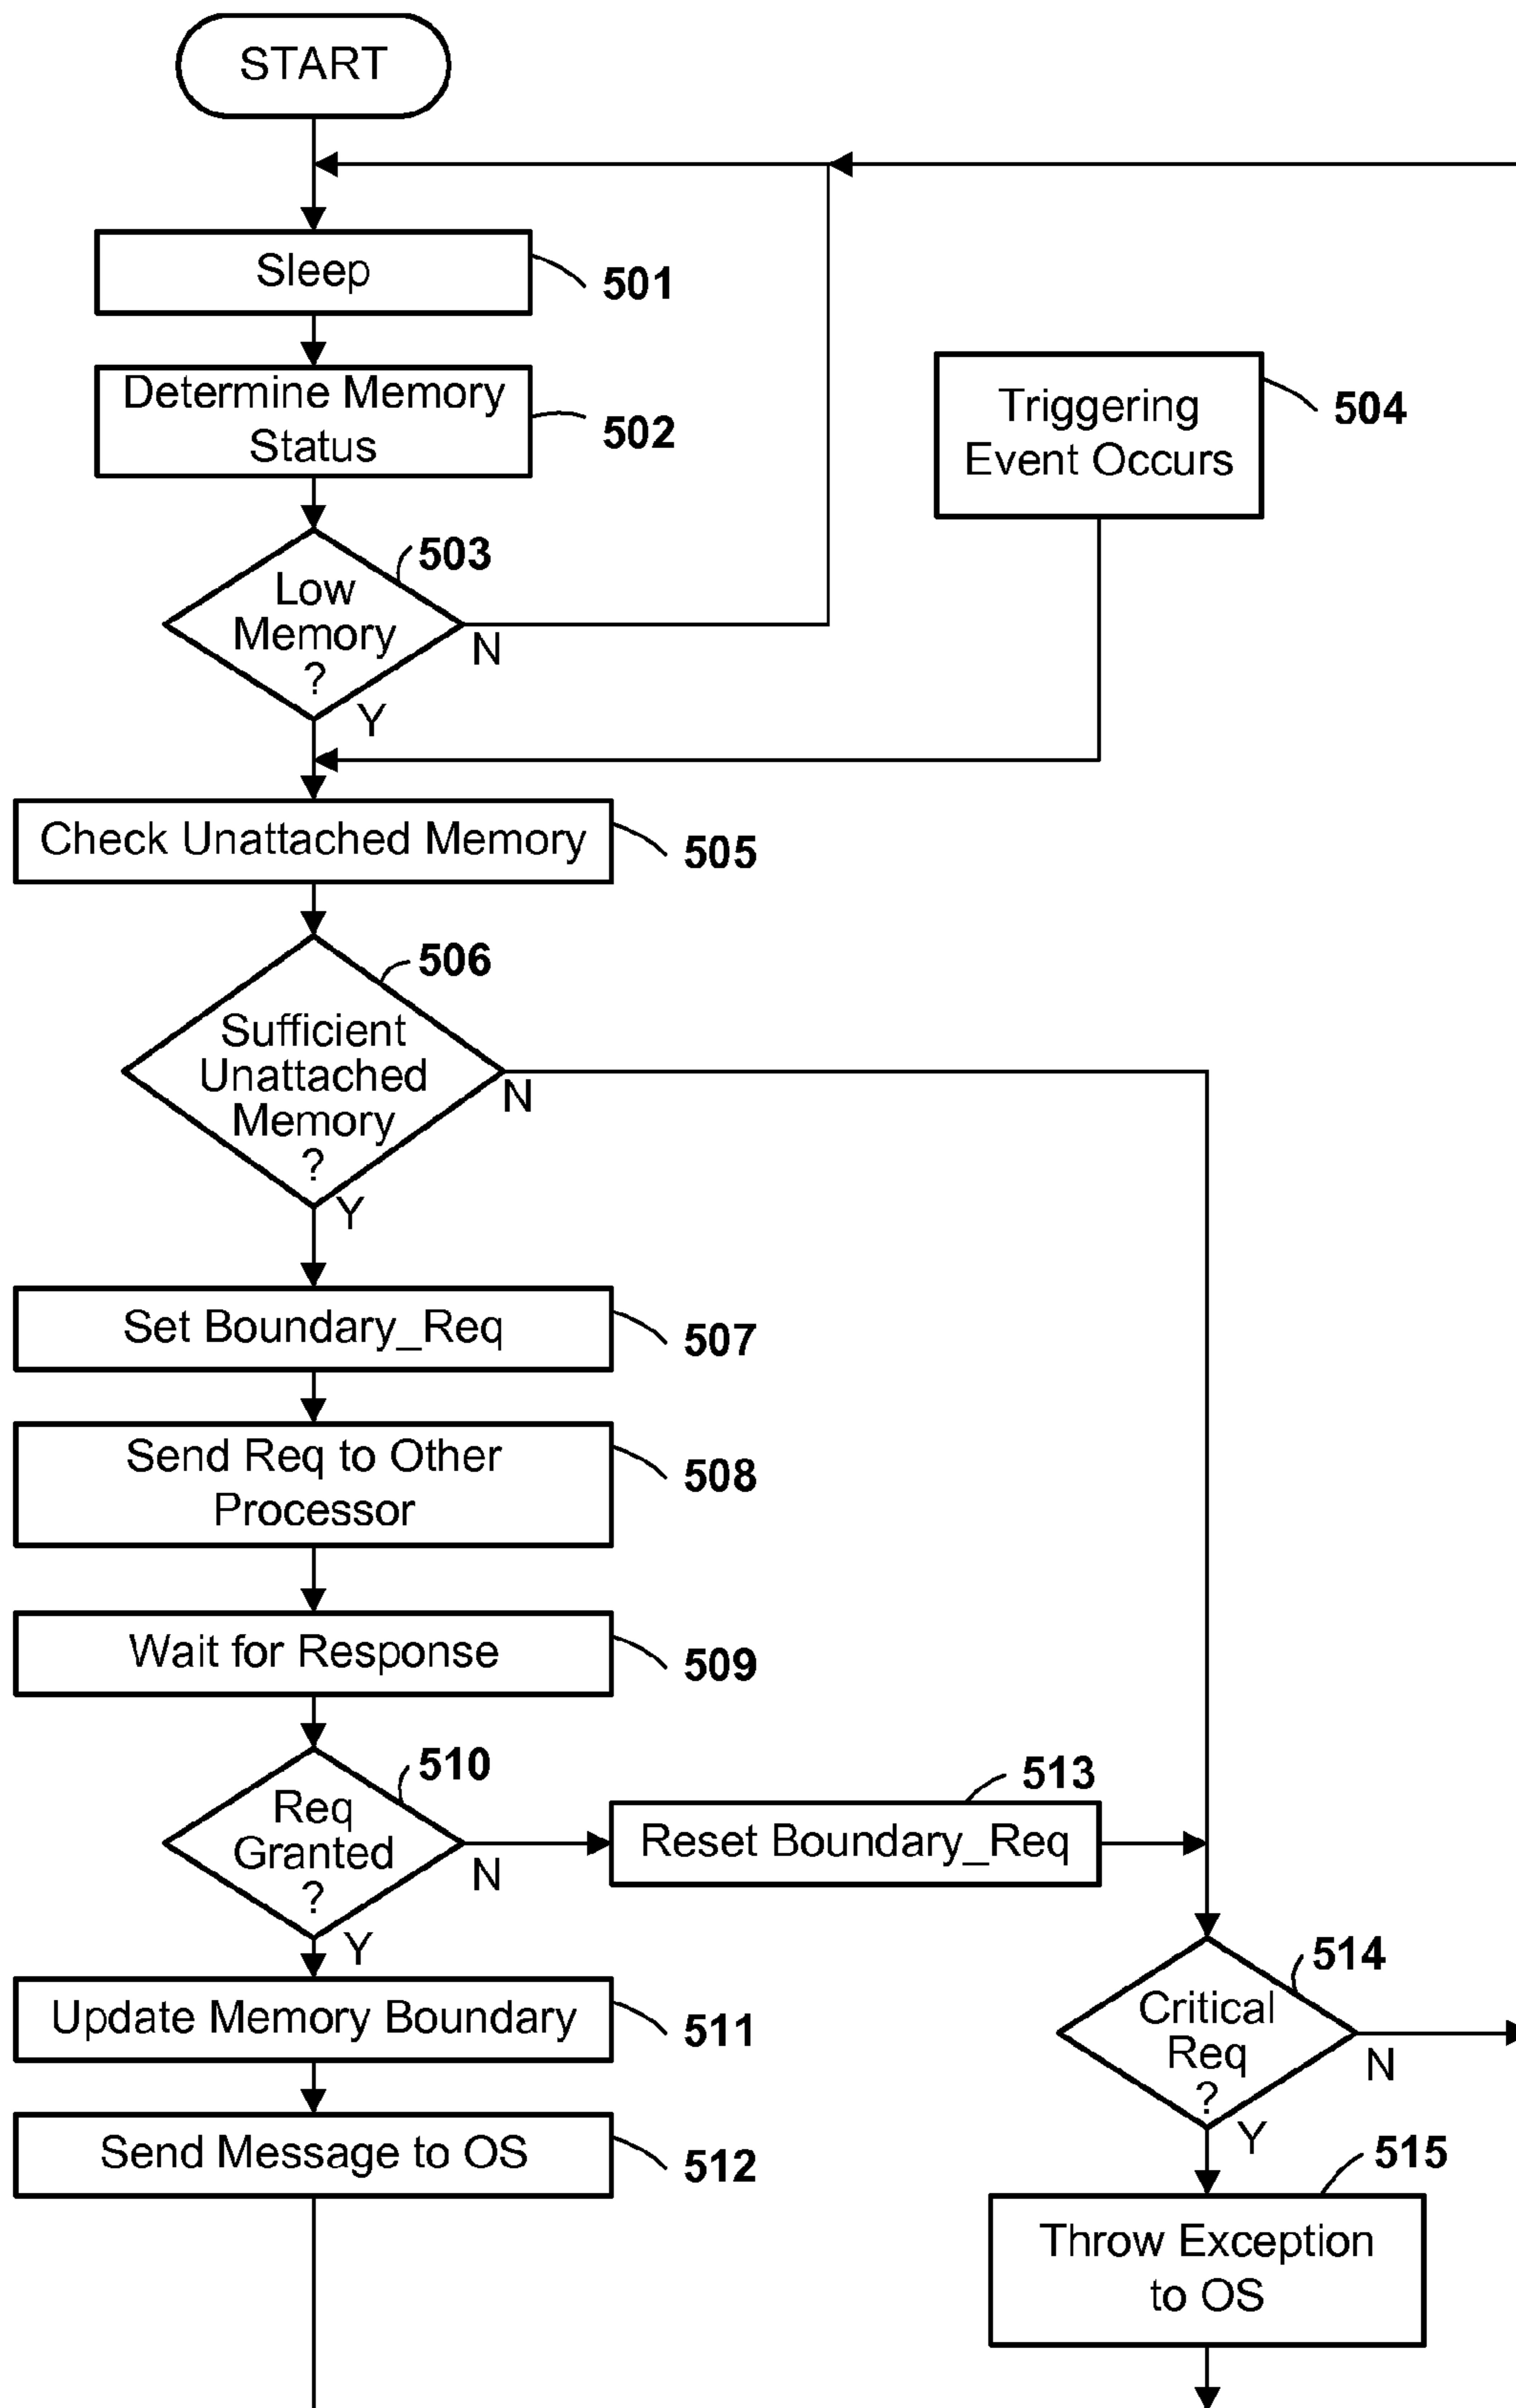 START
Sleep
501
Determine Memory
Status
502
Triggering
Event Occurs
504
503
Low
Memory
?
N
Y
Check Unattached Memory
505
506
Sufficient
Unattached
Memory
?
N
Y
Set Boundary_Req
507
Send Req to Other
Processor
508
Wait for Response
509
510
Req
Granted
?
N
Y
513
Reset Boundary_Req
Update Memory Boundary
511
514
Critical
Req
?
N
Y
Send Message to OS
512
515
Throw Exception
to OS